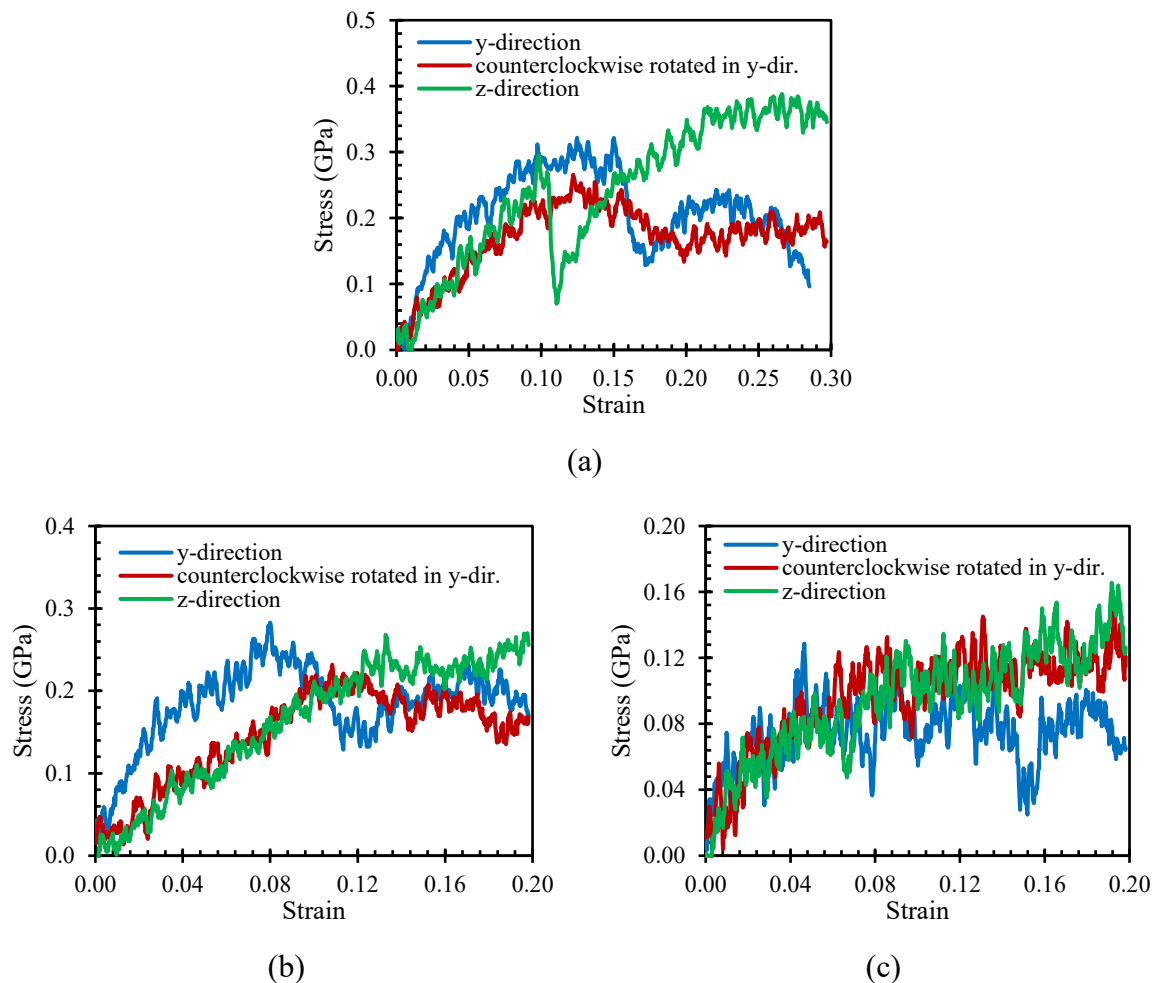 0.5
y-direction
counterclockwise rotated in y-dir.
z-direction
0.4
0.3
0.2
0.1
0.0
Stress (GPa)
0.00 0.05 0.10 0.15 0.20 0.25 0.30
Strain
(a)
0.4
y-direction
counterclockwise rotated in y-dir.
z-direction
0.3
0.2
0.1
0.0
Stress (GPa)
0.00 0.04 0.08 0.12 0.16 0.20
Strain
(b)
0.20
y-direction
counterclockwise rotated in y-dir.
z-direction
0.16
0.12
0.08
0.04
0.00
Stress (GPa)
0.00 0.04 0.08 0.12 0.16 0.20
Strain
(c)